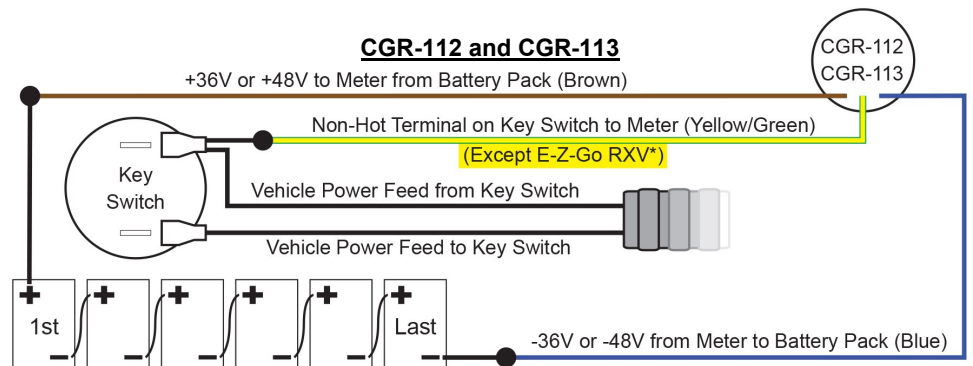 CGR-112 and CGR-113
CGR-112
CGR-113
+36V or +48V to Meter from Battery Pack (Brown)
Non-Hot Terminal on Key Switch to Meter (Yellow/Green)
(Except E-Z-Go RXV*)
Key
Switch
Vehicle Power Feed from Key Switch
Vehicle Power Feed to Key Switch
+ + + + + +
1st
Last
- - - - - -
-36V or -48V from Meter to Battery Pack (Blue)